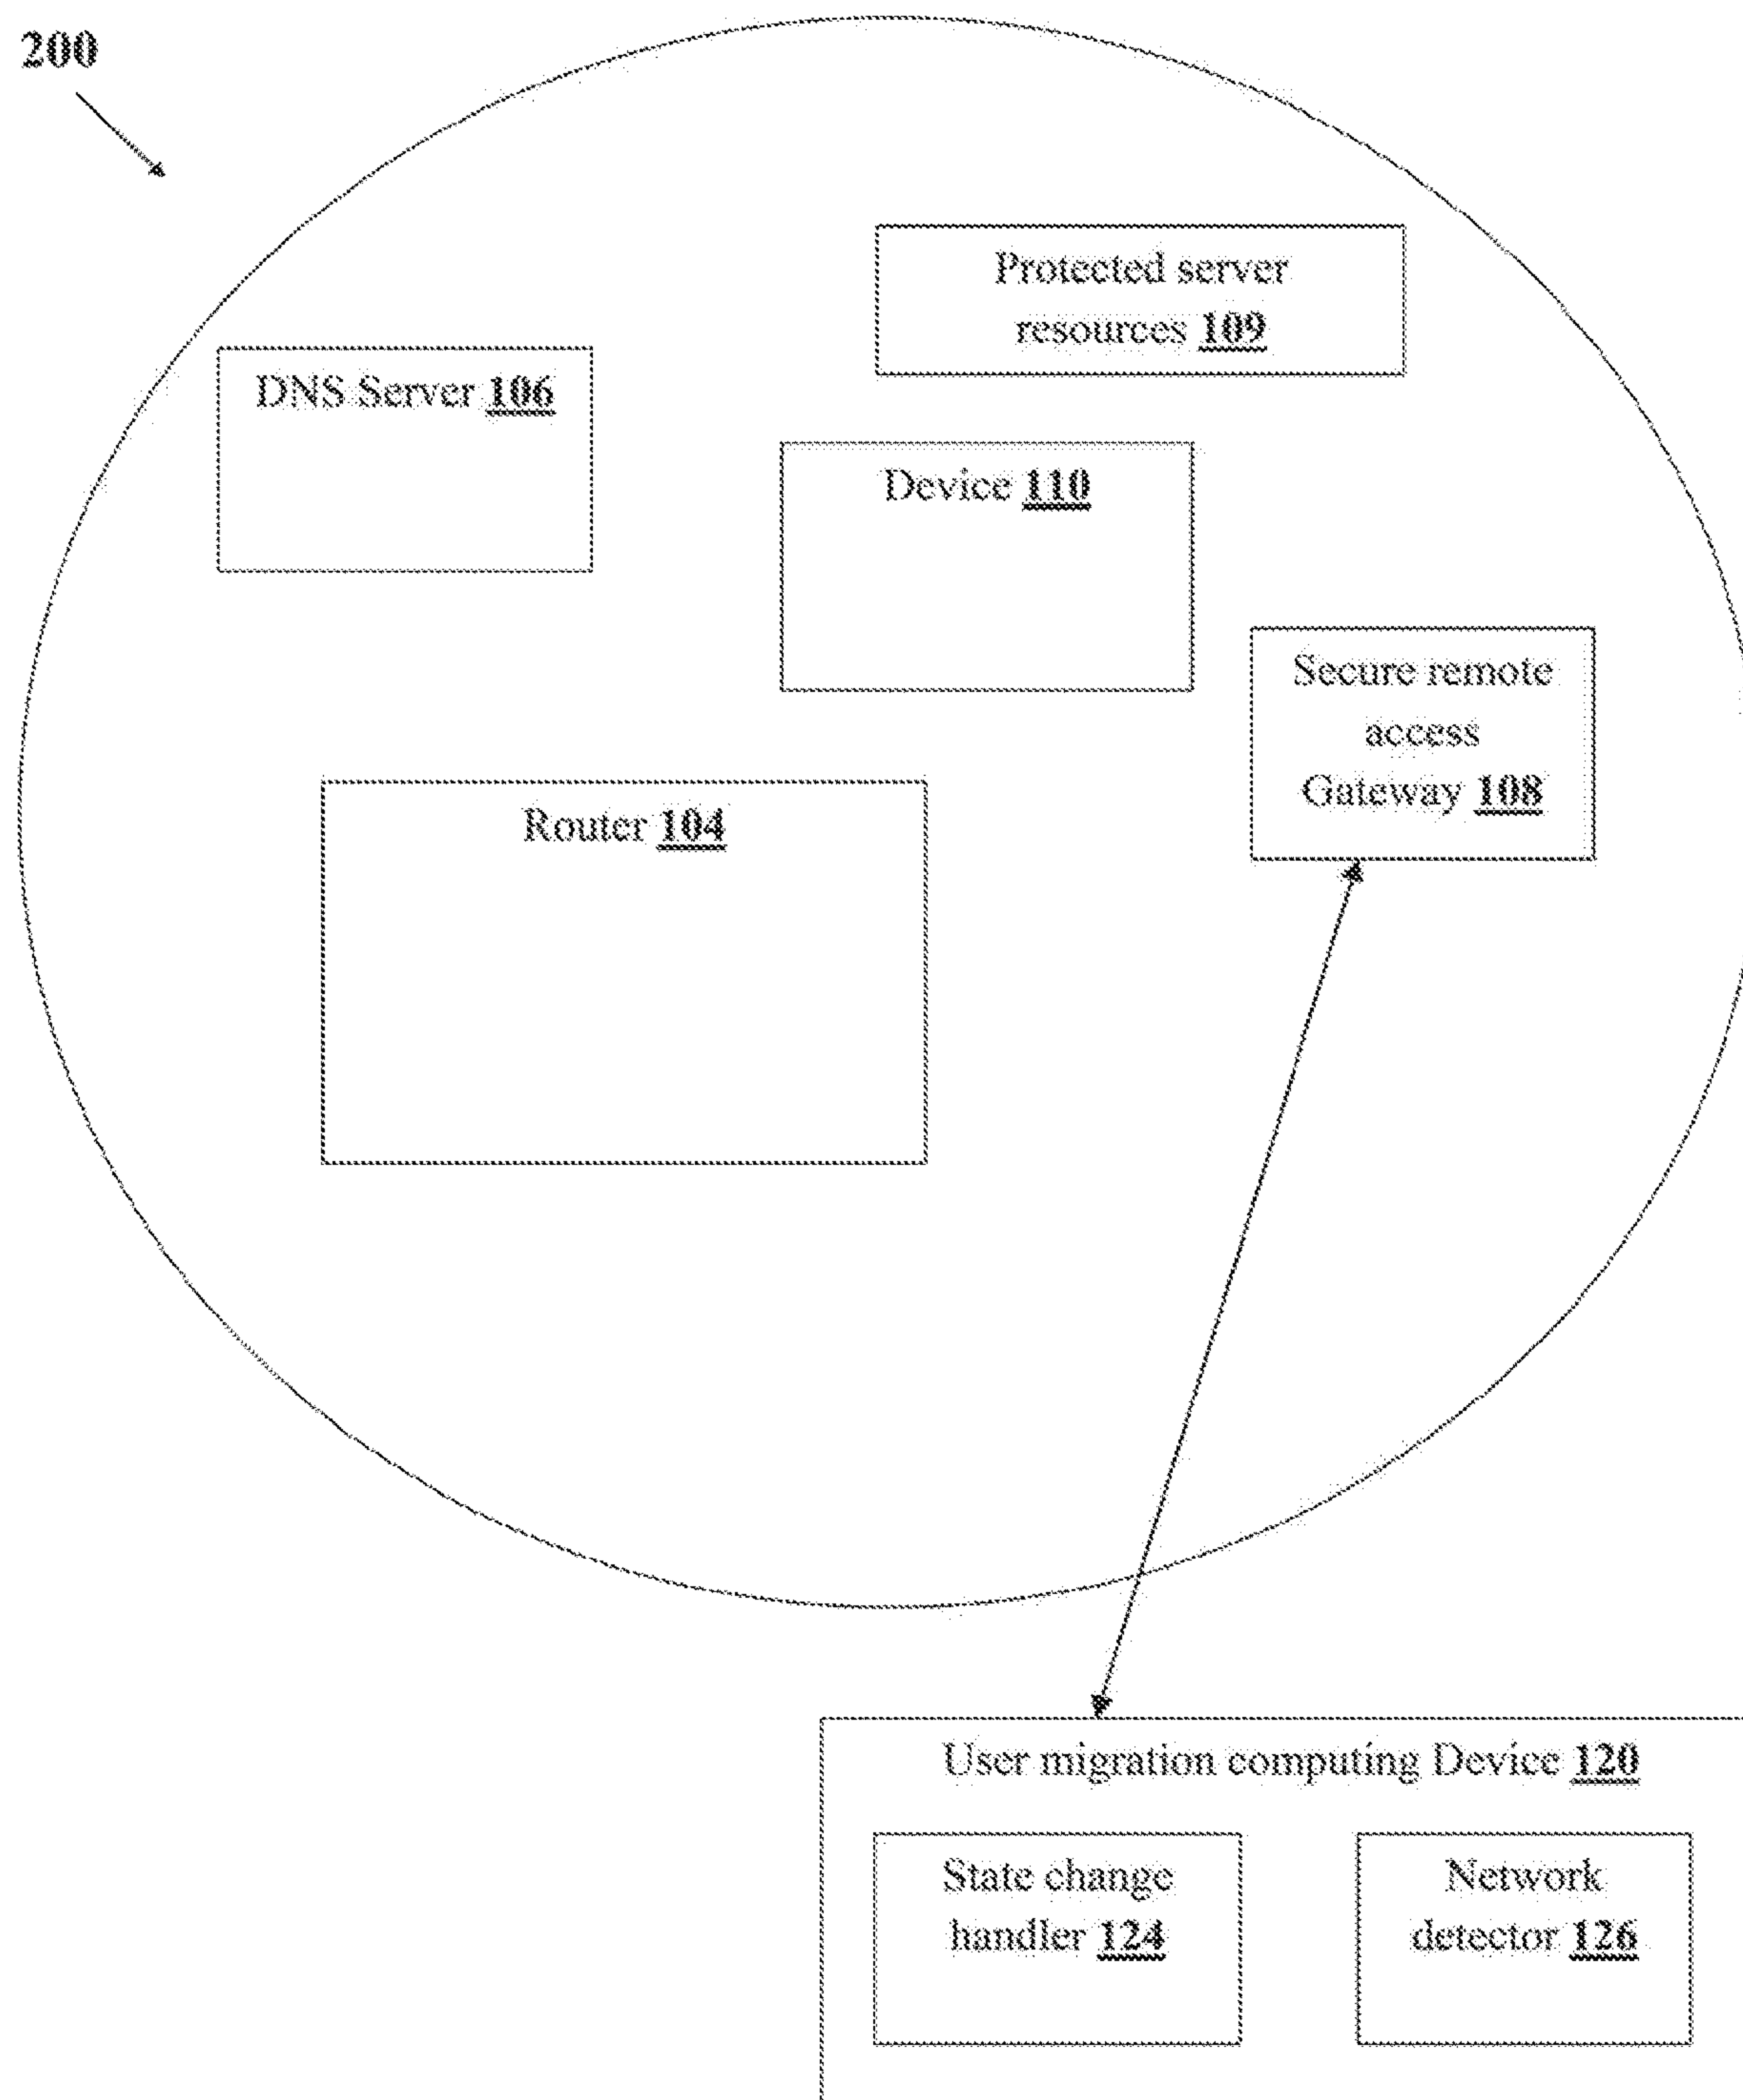 200
Protected server
resources 109
DNS Server 106
Device 110
Secure remote
access
Gateway 108
Router 104
User migration computing Device 120
State change
handler 124
Network
detector 126